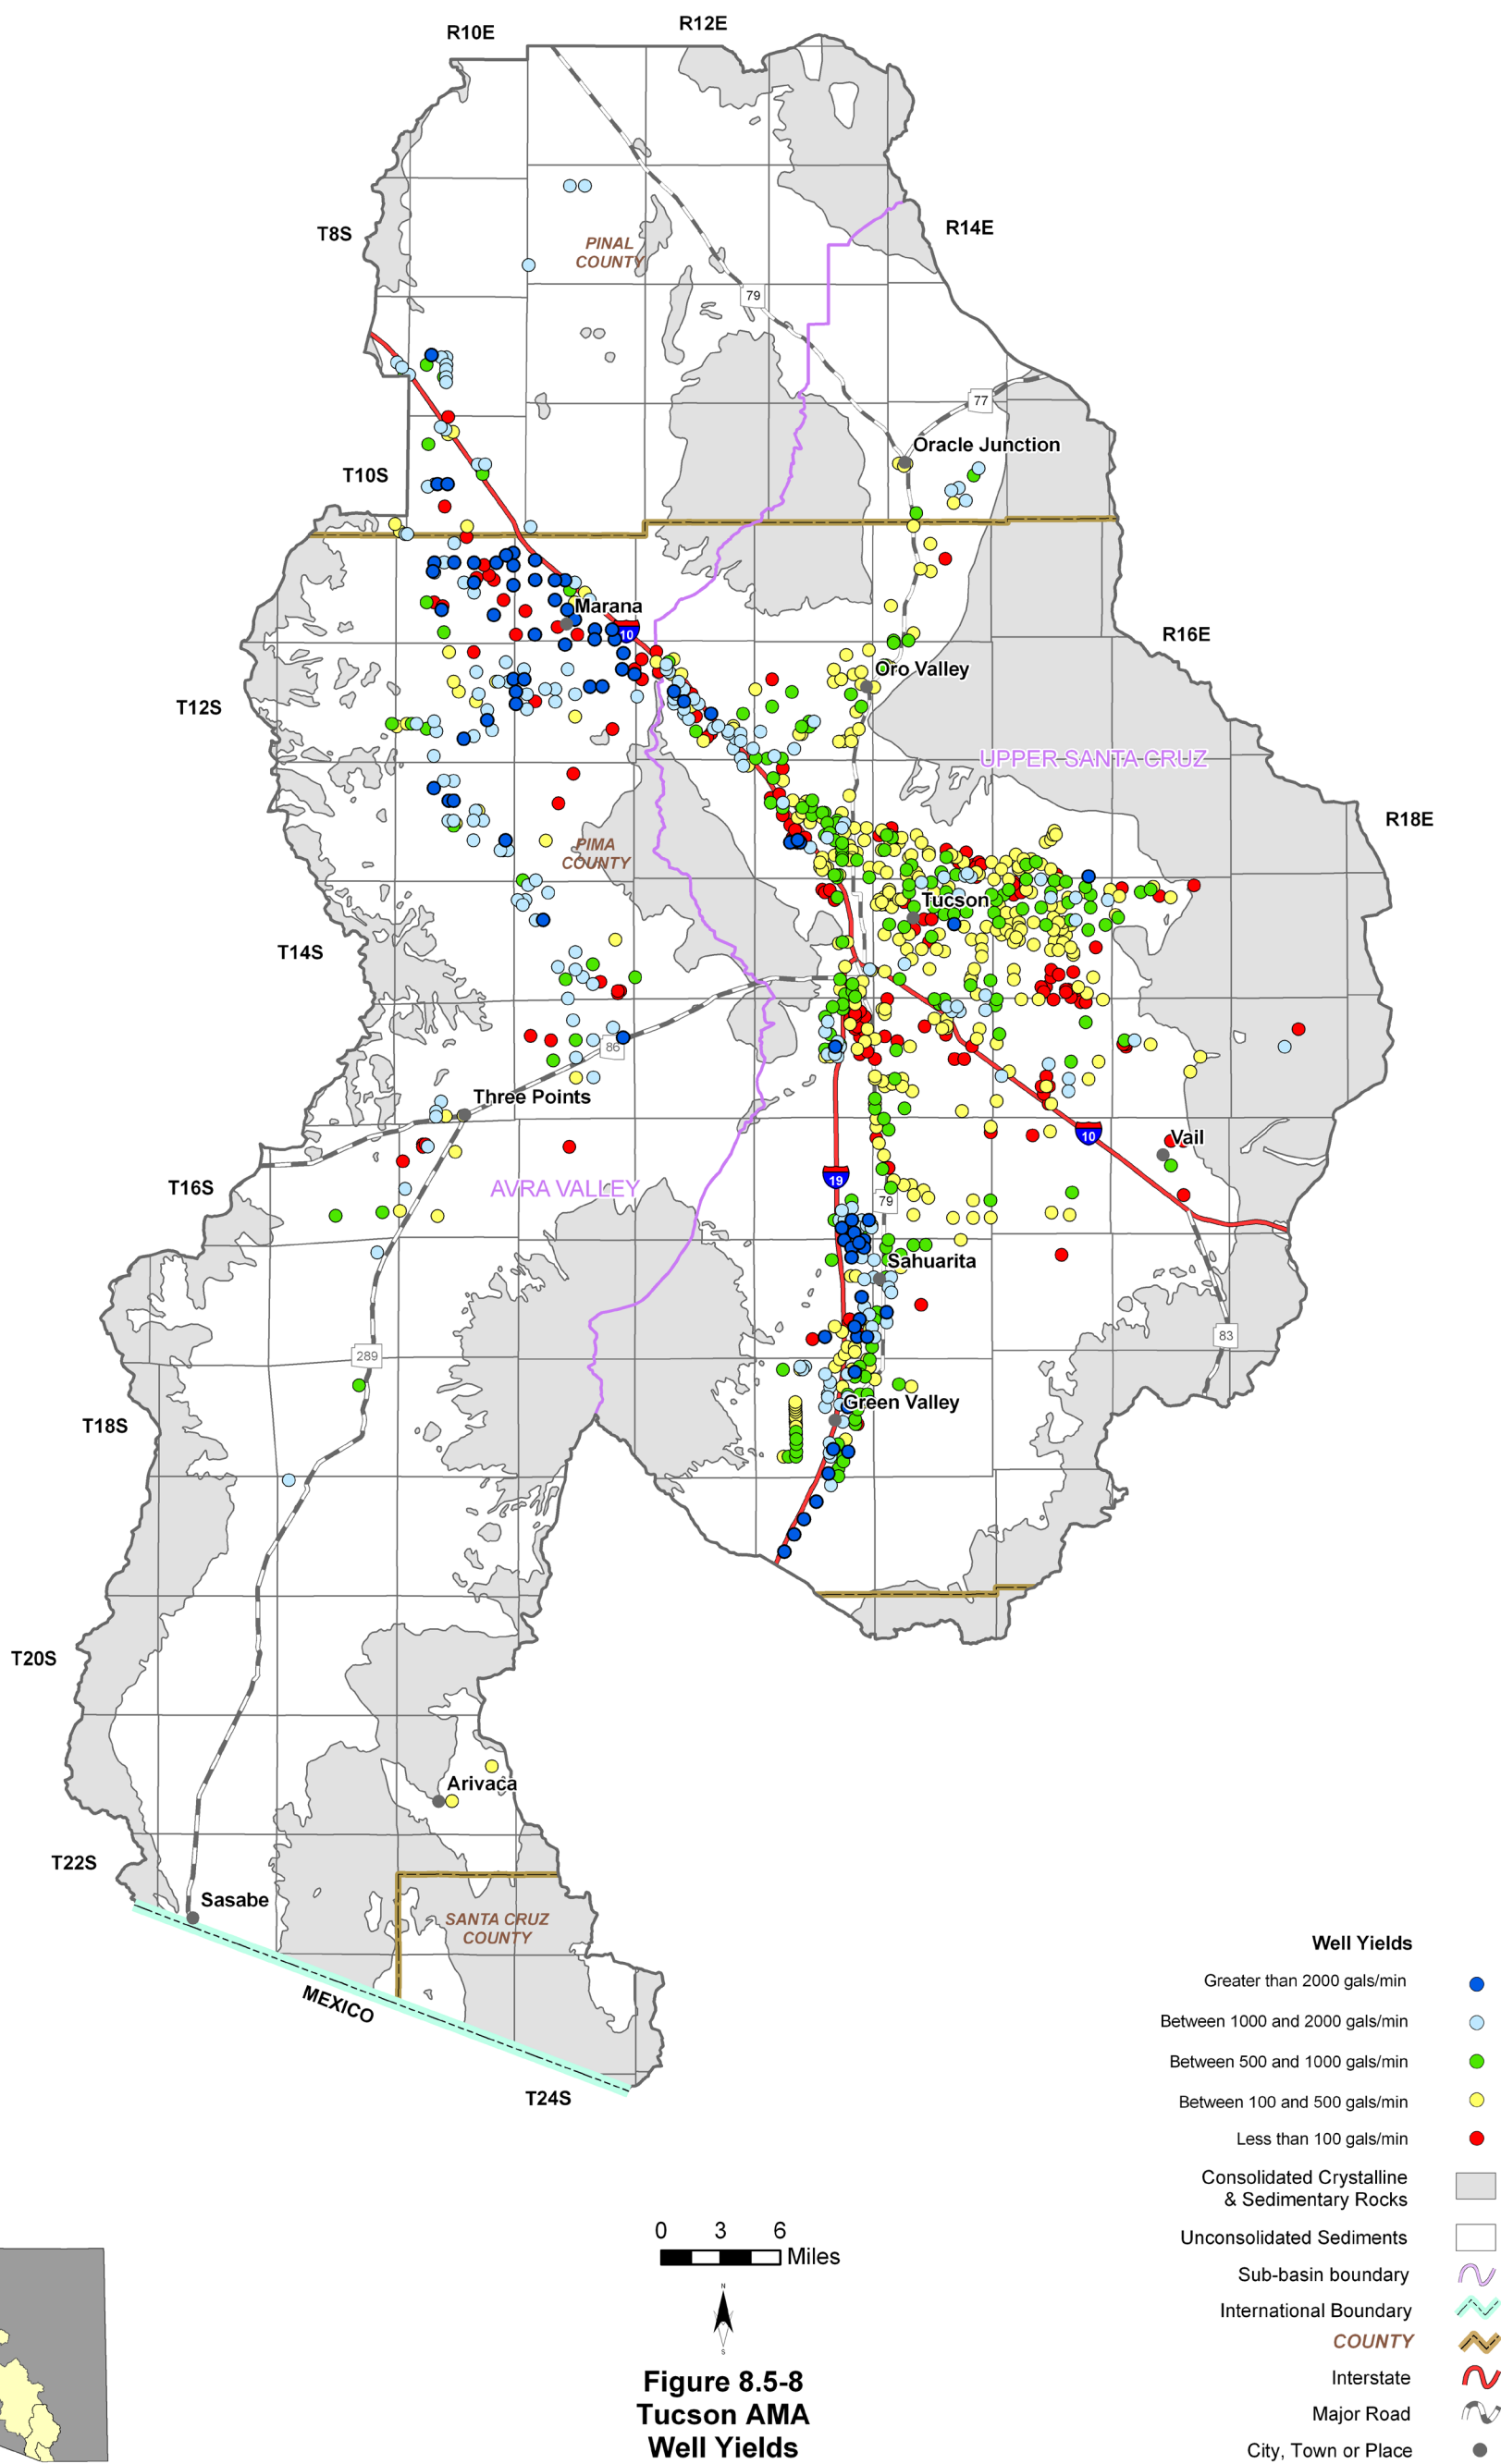 R10E
R12E
T8S
PINAL
COUNTY
R14E
79
77
Oracle Junction
T10S
Marana
10
R16E
Oro Valley
T12S
UPPER SANTA CRUZ
R18E
PIMA
COUNTY
Tucson
T14S
86
Three Points
10
Vail
T16S
AVRA VALLEY
19
79
Sahuarita
83
289
Green Valley
T18S
T20S
Arivaca
T22S
Sasabe
SANTA CRUZ
COUNTY
MEXICO
T24S
Well Yields
Greater than 2000 gals/min
Between 1000 and 2000 gals/min
Between 500 and 1000 gals/min
Between 100 and 500 gals/min
Less than 100 gals/min
Consolidated Crystalline
& Sedimentary Rocks
Unconsolidated Sediments
Sub-basin boundary
International Boundary
COUNTY
Interstate
Major Road
City, Town or Place
0 3 6
Miles
N
S
Figure 8.5-8
Tucson AMA
Well Yields